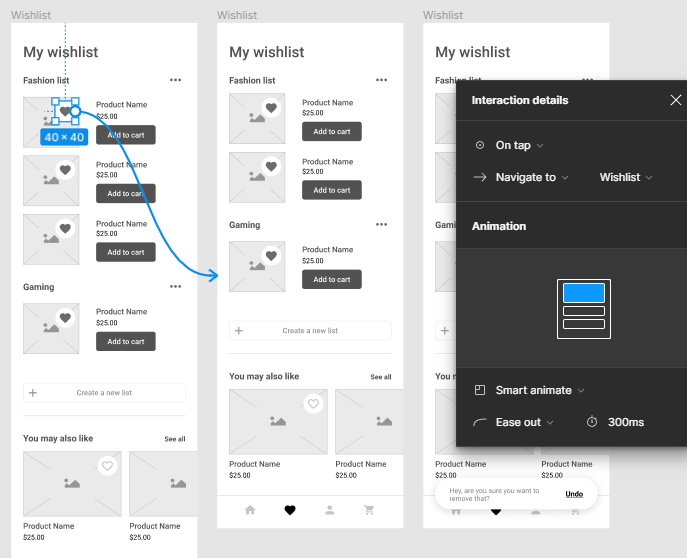 Wishlist
My wishlist
Fashion list
Product Name
$25.00
Add to cart
40 × 40
Product Name
$25.00
Add to cart
Product Name
$25.00
Add to cart
Gaming
Product Name
$25.00
Add to cart
Create a new list
You may also like
See all
Product Name
$25.00
Product Name
$25.00
Wishlist
My wishlist
Fashion list
Product Name
$25.00
Add to cart
Product Name
$25.00
Add to cart
Gaming
Product Name
$25.00
Add to cart
Create a new list
You may also like
See all
Product Name
$25.00
Product Name
$25.00
Wishlist
My wishlist
Fashion list
Product Name
$25.00
Product Name
$25.00
Hey, are you sure you want to
remove that?
Undo
Interaction details
On tap
Navigate to
Wishlist
Animation
Smart animate
Ease out
300ms